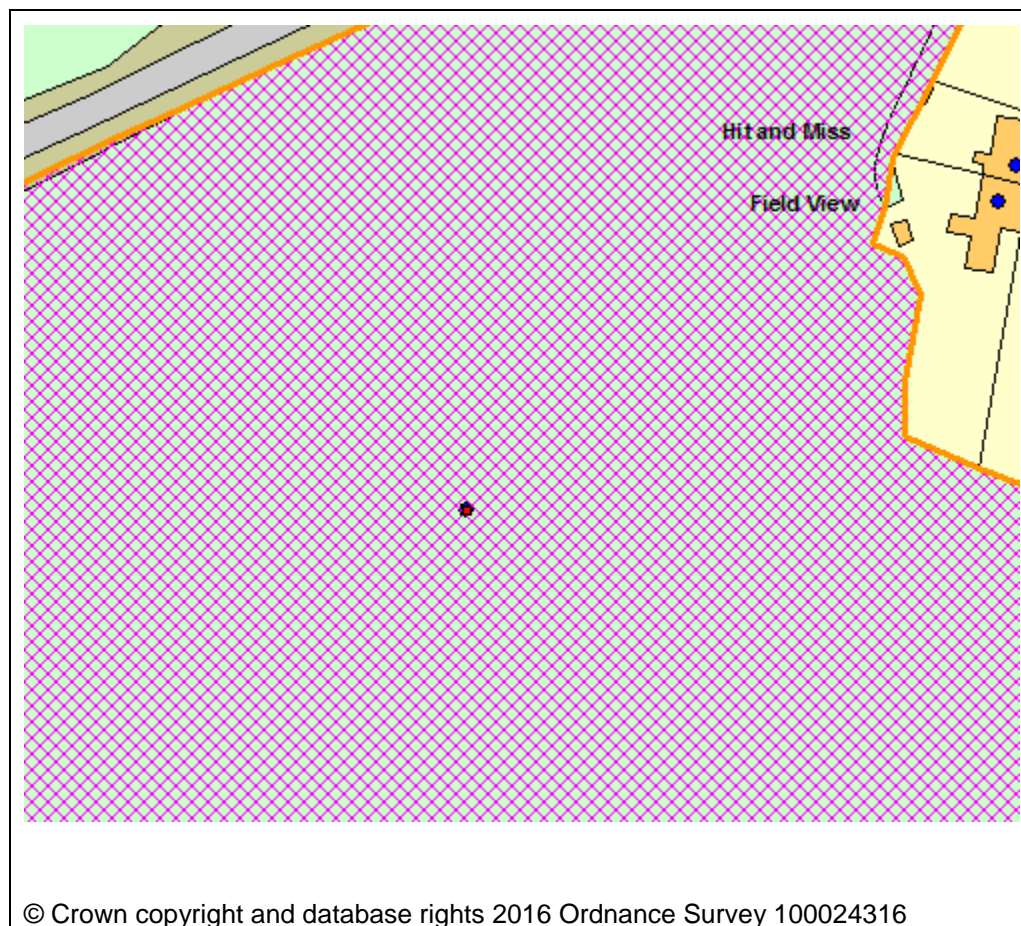 Hit and Miss
Field View
© Crown copyright and database rights 2016 Ordnance Survey 100024316